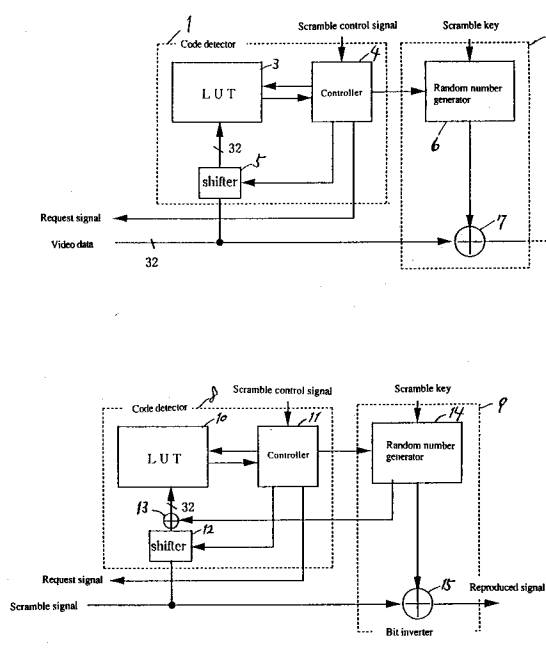 Scramble control signal
Scramble key
1
Code detector
3
4
LUT
Controller
Random number
generator
6
32
5
shifter
Request signal
Video data
32
7
8
Scramble control signal
Scramble key
Code detector
10
11
14
9
LUT
Controller
Random number
generator
13
32
12
shifter
Request signal
15
Reproduced signal
Scramble signal
Bit inverter